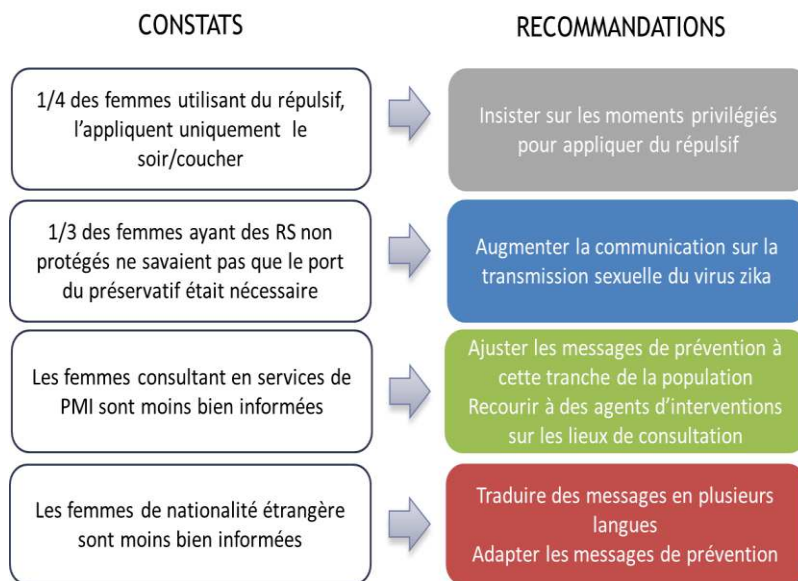 CONSTATS
RECOMMANDATIONS
1/4 des femmes utilisant du répulsif,
l'appliquent uniquement le
soir/coucher
Insister sur les moments privilégiés
pour appliquer du répulsif
1/3 des femmes ayant des RS non
protégés ne savaient pas que le port
du préservatif était nécessaire
Augmenter la communication sur la
transmission sexuelle du virus zika
Les femmes consultant en services de
PMI sont moins bien informées
Ajuster les messages de prévention à
cette tranche de la population
Recourir à des agents d'interventions
sur les lieux de consultation
Les femmes de nationalité étrangère
sont moins bien informées
Traduire des messages en plusieurs
langues
Adapter les messages de prévention